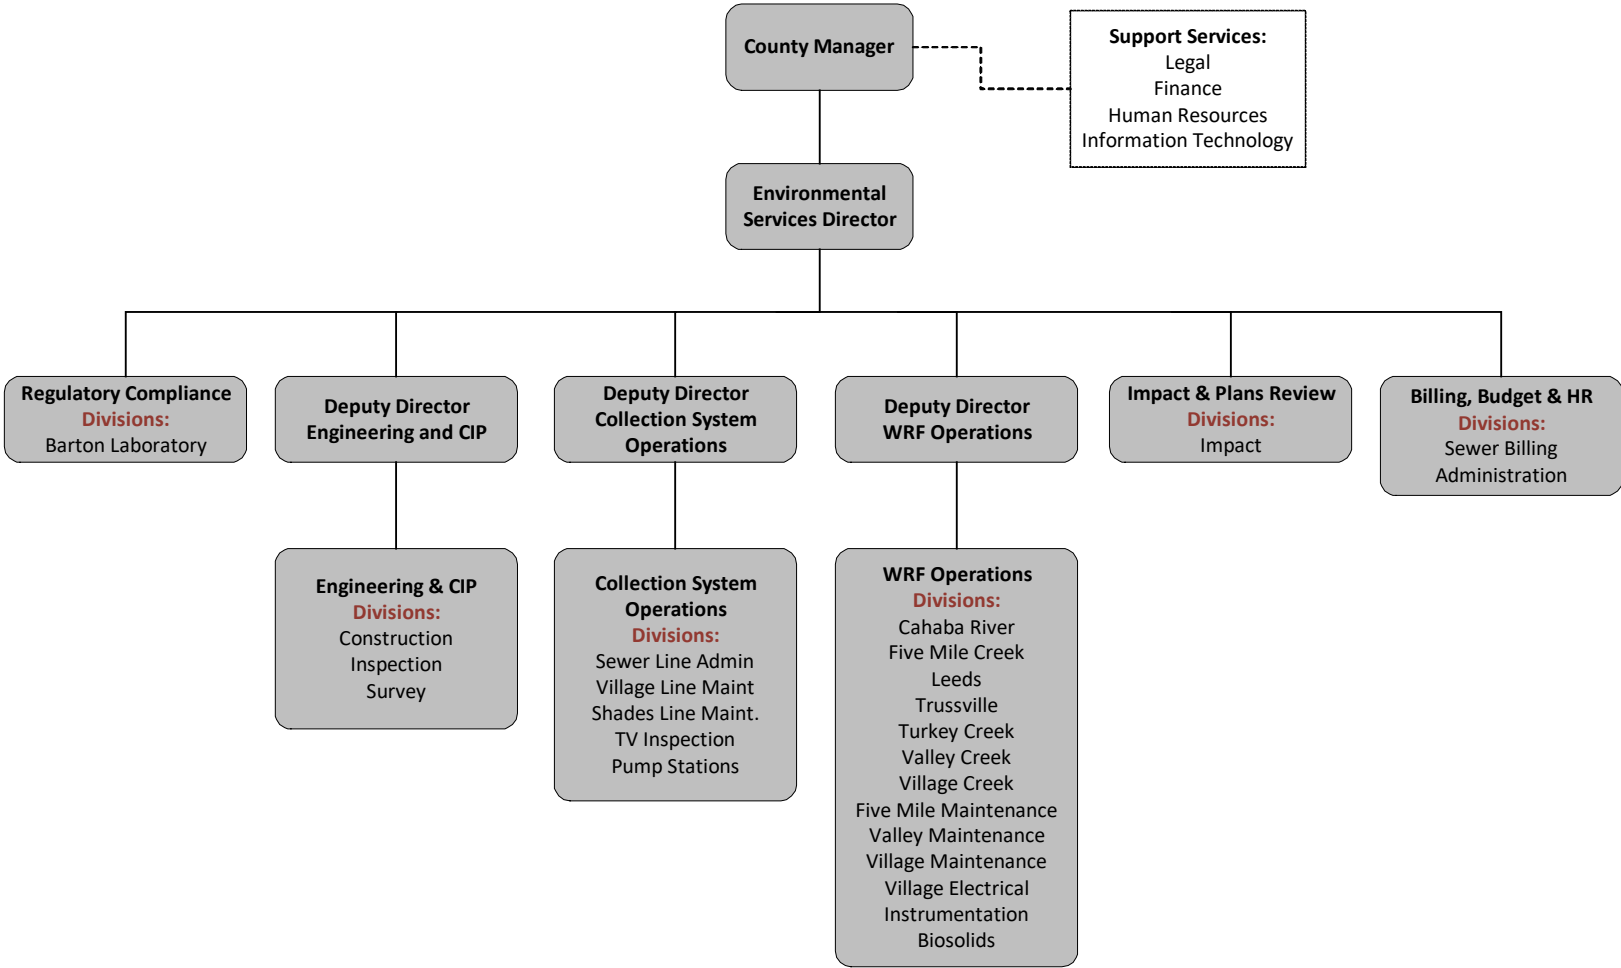 County Manager
Support Services:
Legal
Finance
Human Resources
Information Technology
Environmental
Services Director
Regulatory Compliance
Divisions:
Barton Laboratory
Deputy Director
Engineering and CIP
Deputy Director
Collection System
Operations
Deputy Director
WRF Operations
Impact & Plans Review
Divisions:
Impact
Billing, Budget & HR
Divisions:
Sewer Billing
Administration
Engineering & CIP
Divisions:
Construction
Inspection
Survey
Collection System
Operations
Divisions:
Sewer Line Admin
Village Line Maint
Shades Line Maint.
TV Inspection
Pump Stations
WRF Operations
Divisions:
Cahaba River
Five Mile Creek
Leeds
Trussville
Turkey Creek
Valley Creek
Village Creek
Five Mile Maintenance
Valley Maintenance
Village Maintenance
Village Electrical
Instrumentation
Biosolids